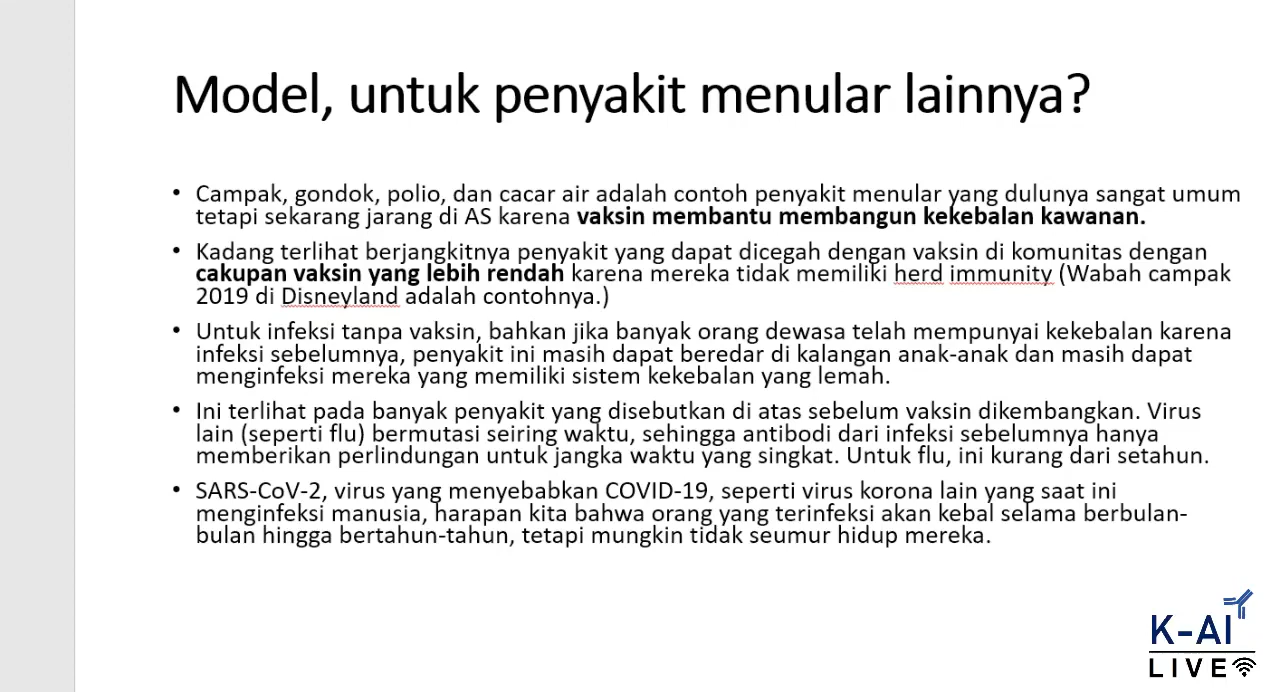 Model, untuk penyakit menular lainnya?
• Campak, gondok, polio, dan cacar air adalah contoh penyakit menular yang dulunya sangat umum
tetapi sekarang jarang di AS karena vaksin membantu membangun kekebalan kawanan.
• Kadang terlihat berjangkitnya penyakit yang dapat dicegah dengan vaksin di komunitas dengan
cakupan vaksin yang lebih rendah karena mereka tidak memiliki herd immunity (Wabah campak
2019 di Disneyland adalah contohnya.)
• Untuk infeksi tanpa vaksin, bahkan jika banyak orang dewasa telah mempunyai kekebalan karena
infeksi sebelumnya, penyakit ini masih dapat beredar di kalangan anak-anak dan masih dapat
menginfeksi mereka yang memiliki sistem kekebalan yang lemah.
• Ini terlihat pada banyak penyakit yang disebutkan di atas sebelum vaksin dikembangkan. Virus
lain (seperti flu) bermutasi seiring waktu, sehingga antibodi dari infeksi sebelumnya hanya
memberikan perlindungan untuk jangka waktu yang singkat. Untuk flu, ini kurang dari setahun.
• SARS-CoV-2, virus yang menyebabkan COVID-19, seperti virus korona lain yang saat ini
menginfeksi manusia, harapan kita bahwa orang yang terinfeksi akan kebal selama berbulan-
bulan hingga bertahun-tahun, tetapi mungkin tidak seumur hidup mereka.
K-AI
LIVE